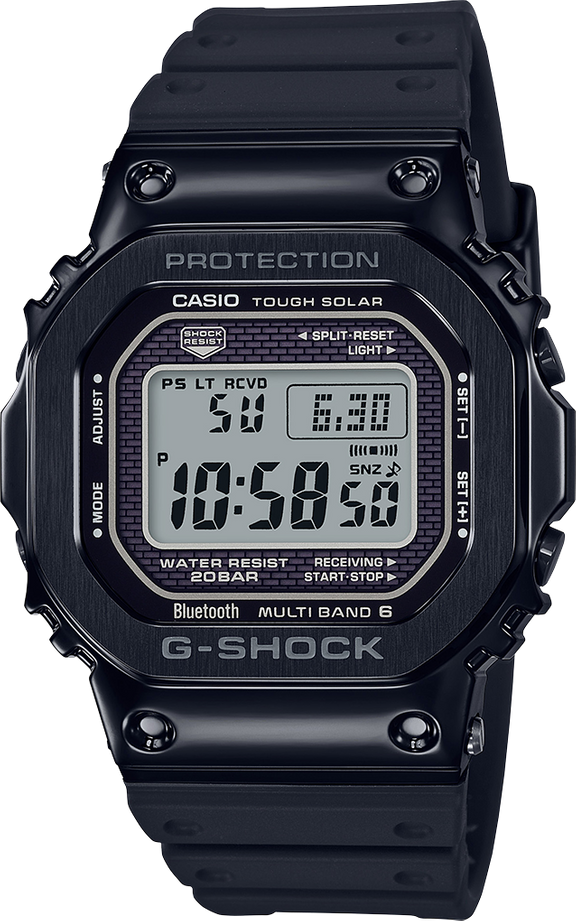 PROTECTION
CASIO TOUGH SOLAR
SHOCK
RESIST
◄ SPLIT·RESET
LIGHT ►
ADJUST
MODE
PS LT RCVD
SU 6:30
SNZ
P
10:58 50
SET [−]
SET [+]
WATER RESIST
20BAR
RECEIVING ►
START·STOP ►
Bluetooth MULTI BAND 6
G-SHOCK